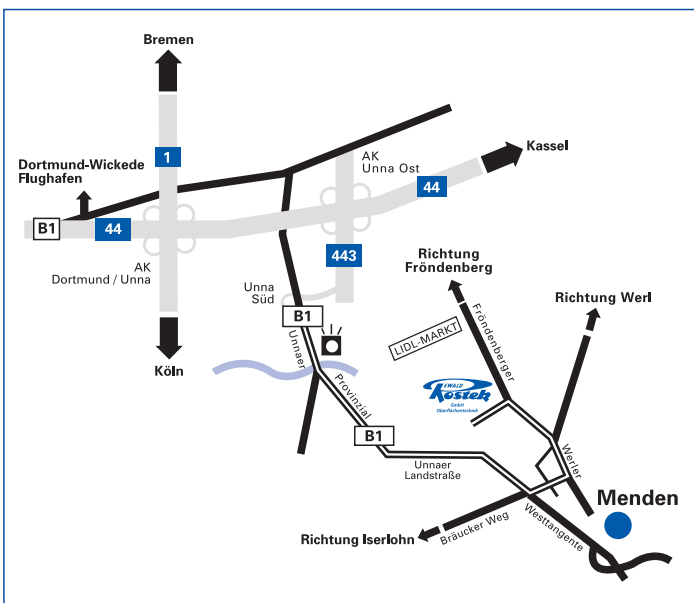 Bremen
1
AK
Unna Ost
Kassel
Dortmund-Wickede
Flughafen
44
B1
44
443
AK
Dortmund / Unna
Unna
Süd
Richtung
Fröndenberg
Richtung Werl
B1
Köln
Unnaer
LIDL-MARKT
Fröndenberger
Provinzial
EWALD
Kostek
GmbH
Oberflächentechnik
B1
Unnaer
Landstraße
Werler
Menden
Richtung Iserlohn
Bräucker Weg
Westtangente